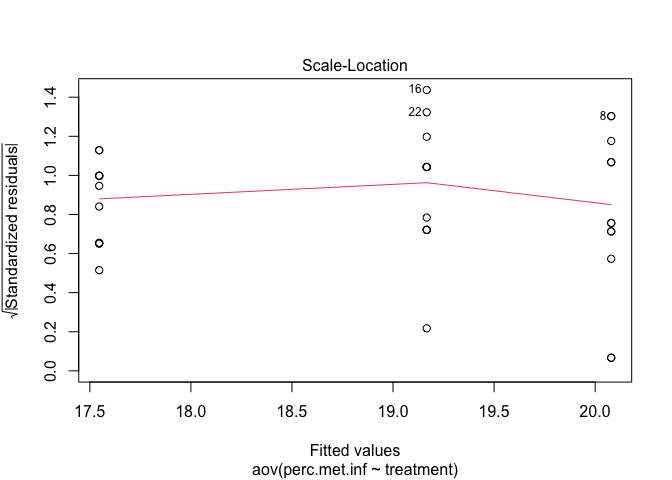 Scale-Location
√|Standardized residuals|
1.4
1.2
1.0
0.8
0.6
0.4
0.2
0.0
16
22
8
17.5 18.0 18.5 19.0 19.5 20.0
Fitted values
aov(perc.met.inf ~ treatment)